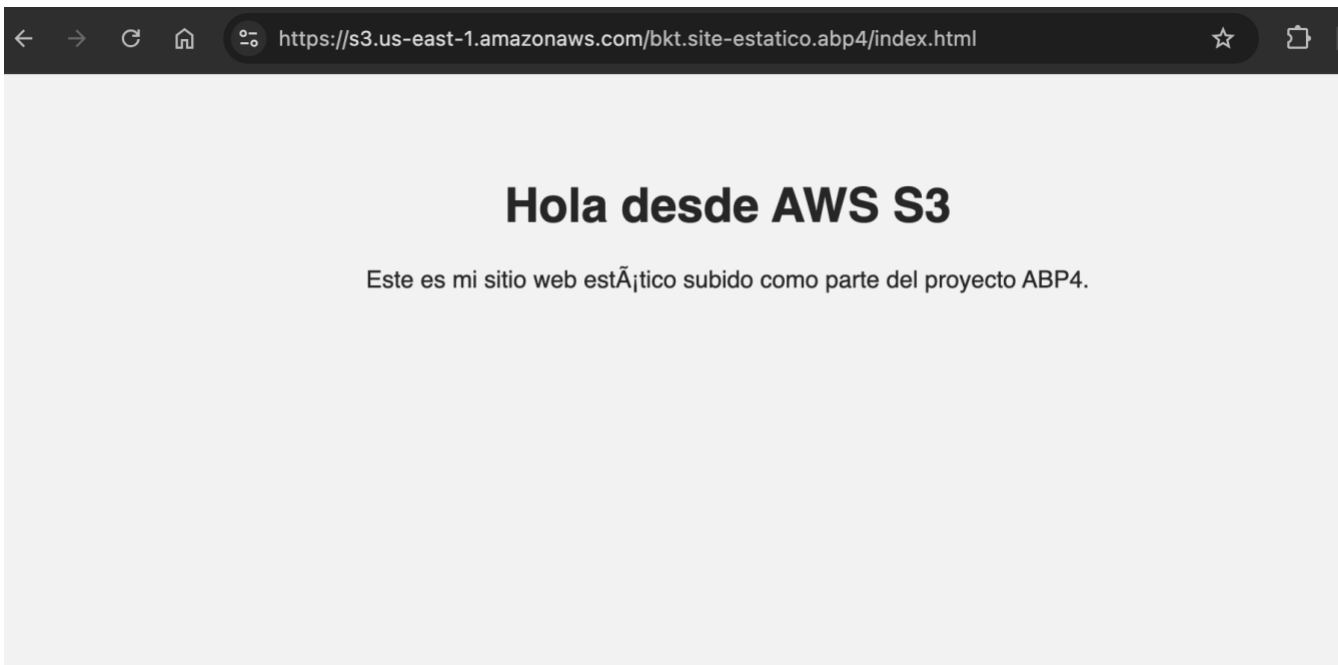 https://s3.us-east-1.amazonaws.com/bkt.site-estatico.abp4/index.html
Hola desde AWS S3
Este es mi sitio web estÃ¡tico subido como parte del proyecto ABP4.